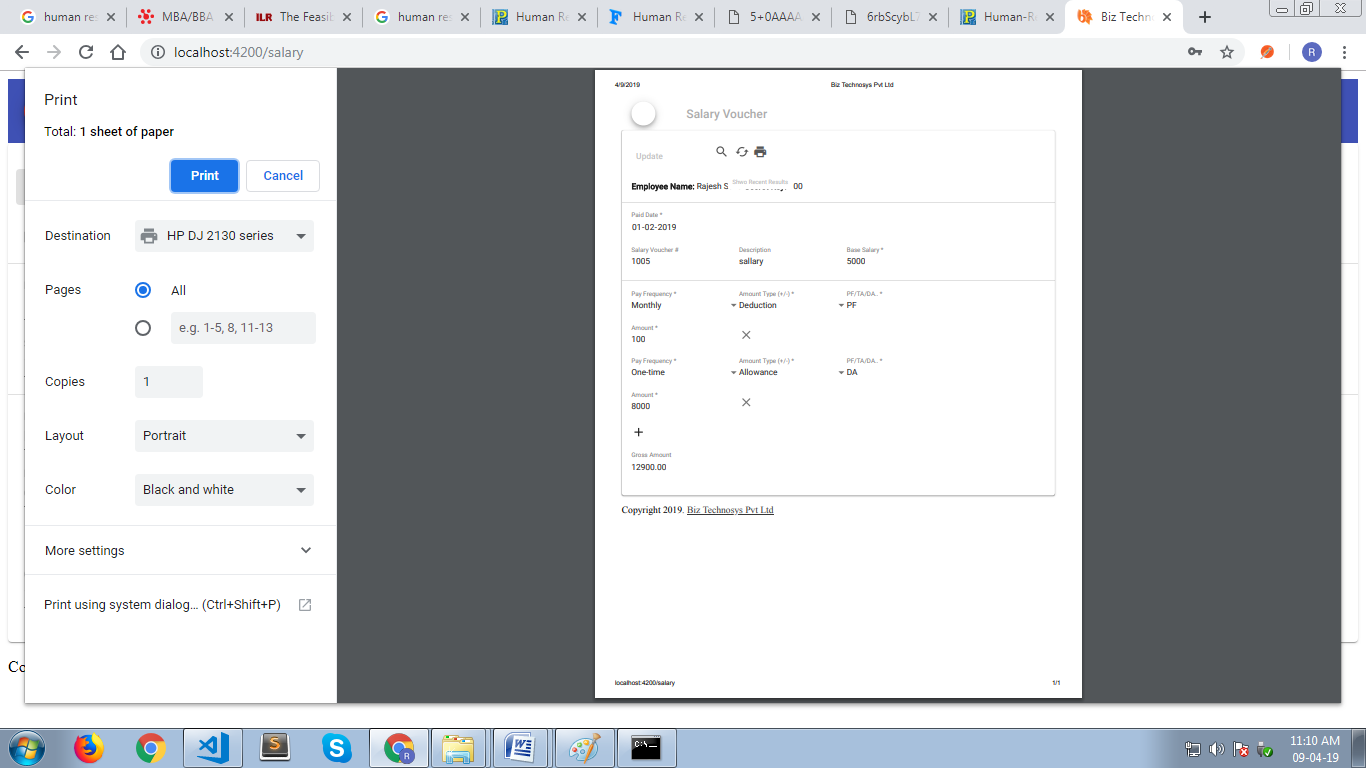 human res
MBA/BBA
ILR The Feasib
human res
Human Re
Human Re
5+0AAAA
6rbScybL7
Human-Re
Biz Techno
localhost:4200/salary
R
Print
Total: 1 sheet of paper
Print
Cancel
Destination
HP DJ 2130 series
Pages
All
e.g. 1-5, 8, 11-13
Copies
1
Layout
Portrait
Color
Black and white
More settings
Print using system dialog... (Ctrl+Shift+P)
4/9/2019
Biz Technosys Pvt Ltd
Salary Voucher
Update
Shwo Recent Results
Employee Name: Rajesh S
00
Paid Date *
01-02-2019
Salary Voucher #
Description
Base Salary *
1005
sallary
5000
Pay Frequency *
Amount Type (+/-) *
PF/TA/DA.. *
Monthly
Deduction
PF
Amount *
100
Pay Frequency *
Amount Type (+/-) *
PF/TA/DA.. *
One-time
Allowance
DA
Amount *
8000
Gross Amount
12900.00
Copyright 2019. Biz Technosys Pvt Ltd
localhost:4200/salary
1/1
Co
11:10 AM
09-04-19